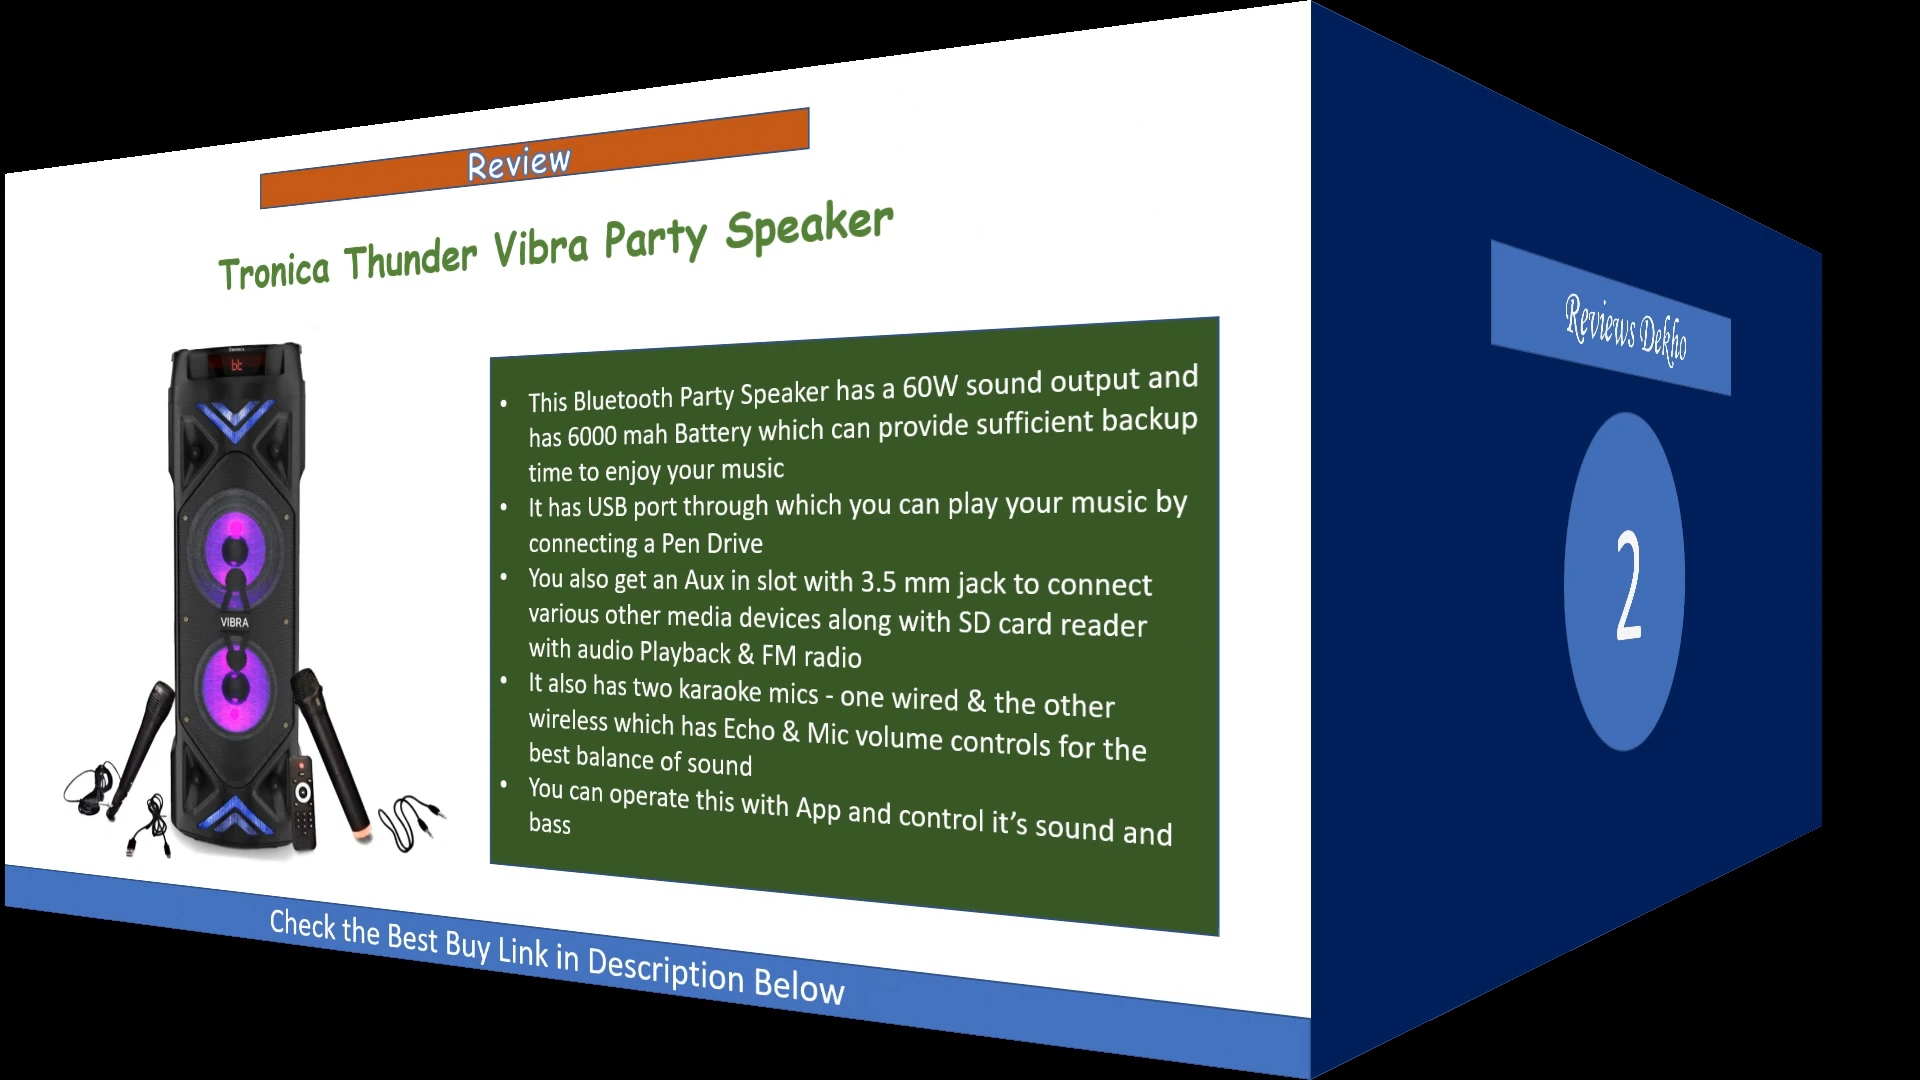 Review
Tronica Thunder Vibra Party Speaker
bt
VIBRA
• This Bluetooth Party Speaker has a 60W sound output and
has 6000 mah Battery which can provide sufficient backup
time to enjoy your music
• It has USB port through which you can play your music by
connecting a Pen Drive
• You also get an Aux in slot with 3.5 mm jack to connect
various other media devices along with SD card reader
with audio Playback & FM radio
• It also has two karaoke mics - one wired & the other
wireless which has Echo & Mic volume controls for the
best balance of sound
• You can operate this with App and control it’s sound and
bass
Check the Best Buy Link in Description Below
Reviews Dekho
2